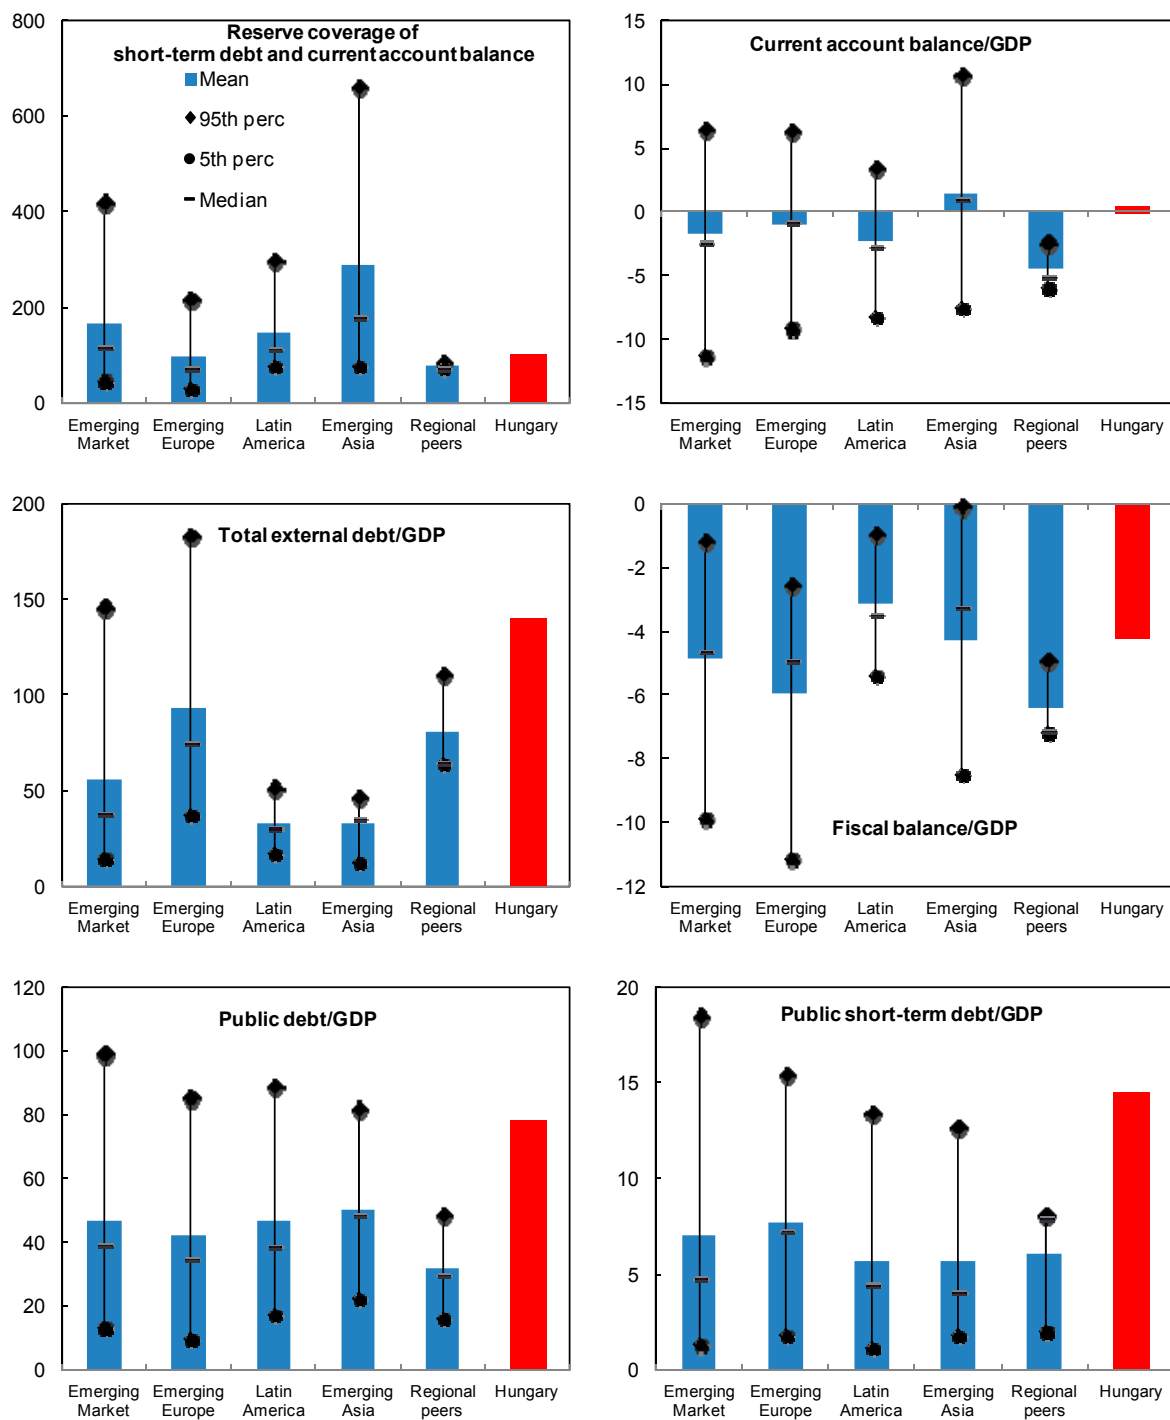 Reserve coverage of
short-term debt and current account balance
Mean
95th perc
5th perc
Median
800
600
400
200
0
Emerging Market
Emerging Europe
Latin America
Emerging Asia
Regional peers
Hungary
Current account balance/GDP
15
10
5
0
-5
-10
-15
Emerging Market
Emerging Europe
Latin America
Emerging Asia
Regional peers
Hungary
Total external debt/GDP
200
150
100
50
0
Emerging Market
Emerging Europe
Latin America
Emerging Asia
Regional peers
Hungary
0
-2
-4
-6
-8
-10
-12
Fiscal balance/GDP
Emerging Market
Emerging Europe
Latin America
Emerging Asia
Regional peers
Hungary
Public debt/GDP
120
100
80
60
40
20
0
Emerging Market
Emerging Europe
Latin America
Emerging Asia
Regional peers
Hungary
Public short-term debt/GDP
20
15
10
5
0
Emerging Market
Emerging Europe
Latin America
Emerging Asia
Regional peers
Hungary